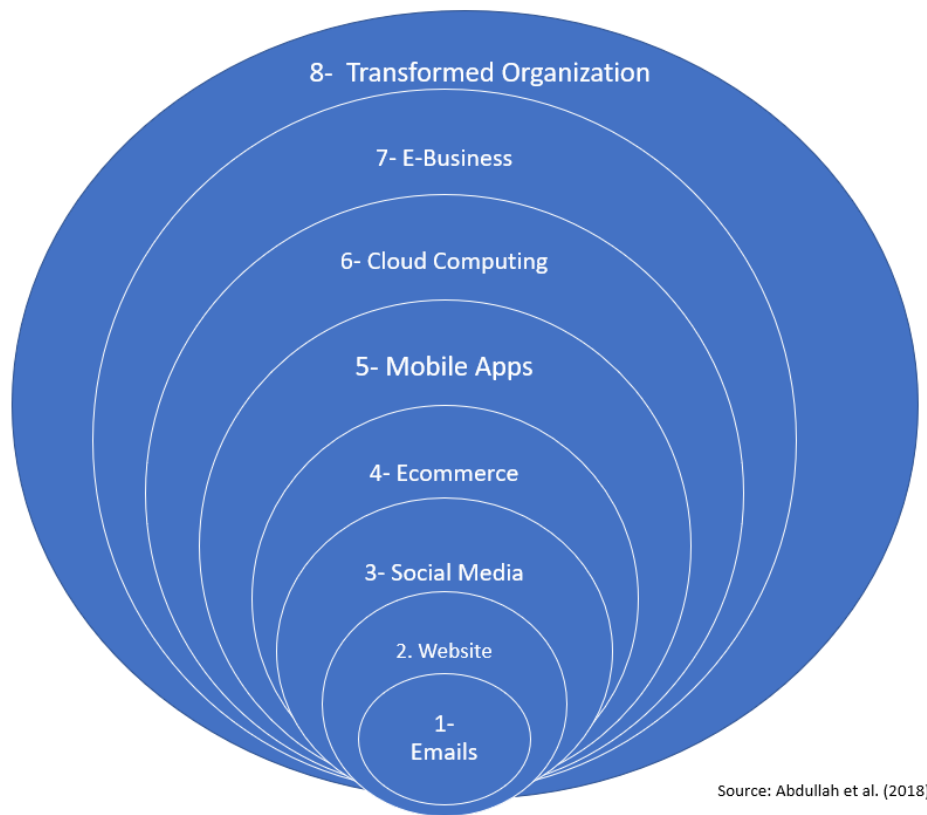 8- Transformed Organization
7- E-Business
6- Cloud Computing
5- Mobile Apps
4- Ecommerce
3- Social Media
2. Website
1-
Emails
Source: Abdullah et al. (2018)